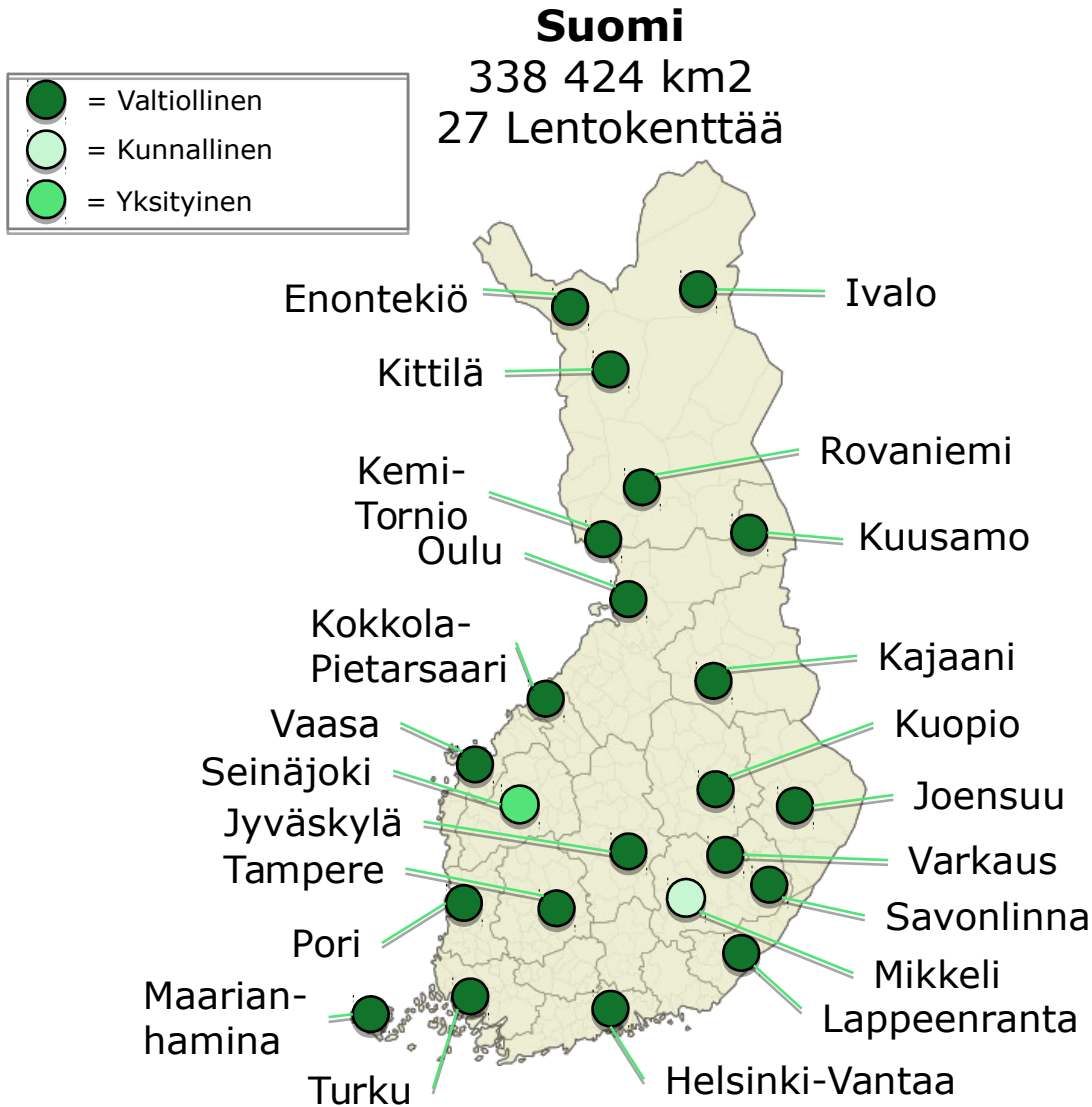 Suomi
338 424 km2
27 Lentokenttää
= Valtiollinen
= Kunnallinen
= Yksityinen
Enontekiö
Ivalo
Kittilä
Rovaniemi
Kemi-
Tornio
Kuusamo
Oulu
Kokkola-
Pietarsaari
Kajaani
Vaasa
Kuopio
Seinäjoki
Joensuu
Jyväskylä
Varkaus
Tampere
Savonlinna
Pori
Mikkeli
Maarian-
hamina
Lappeenranta
Turku
Helsinki-Vantaa